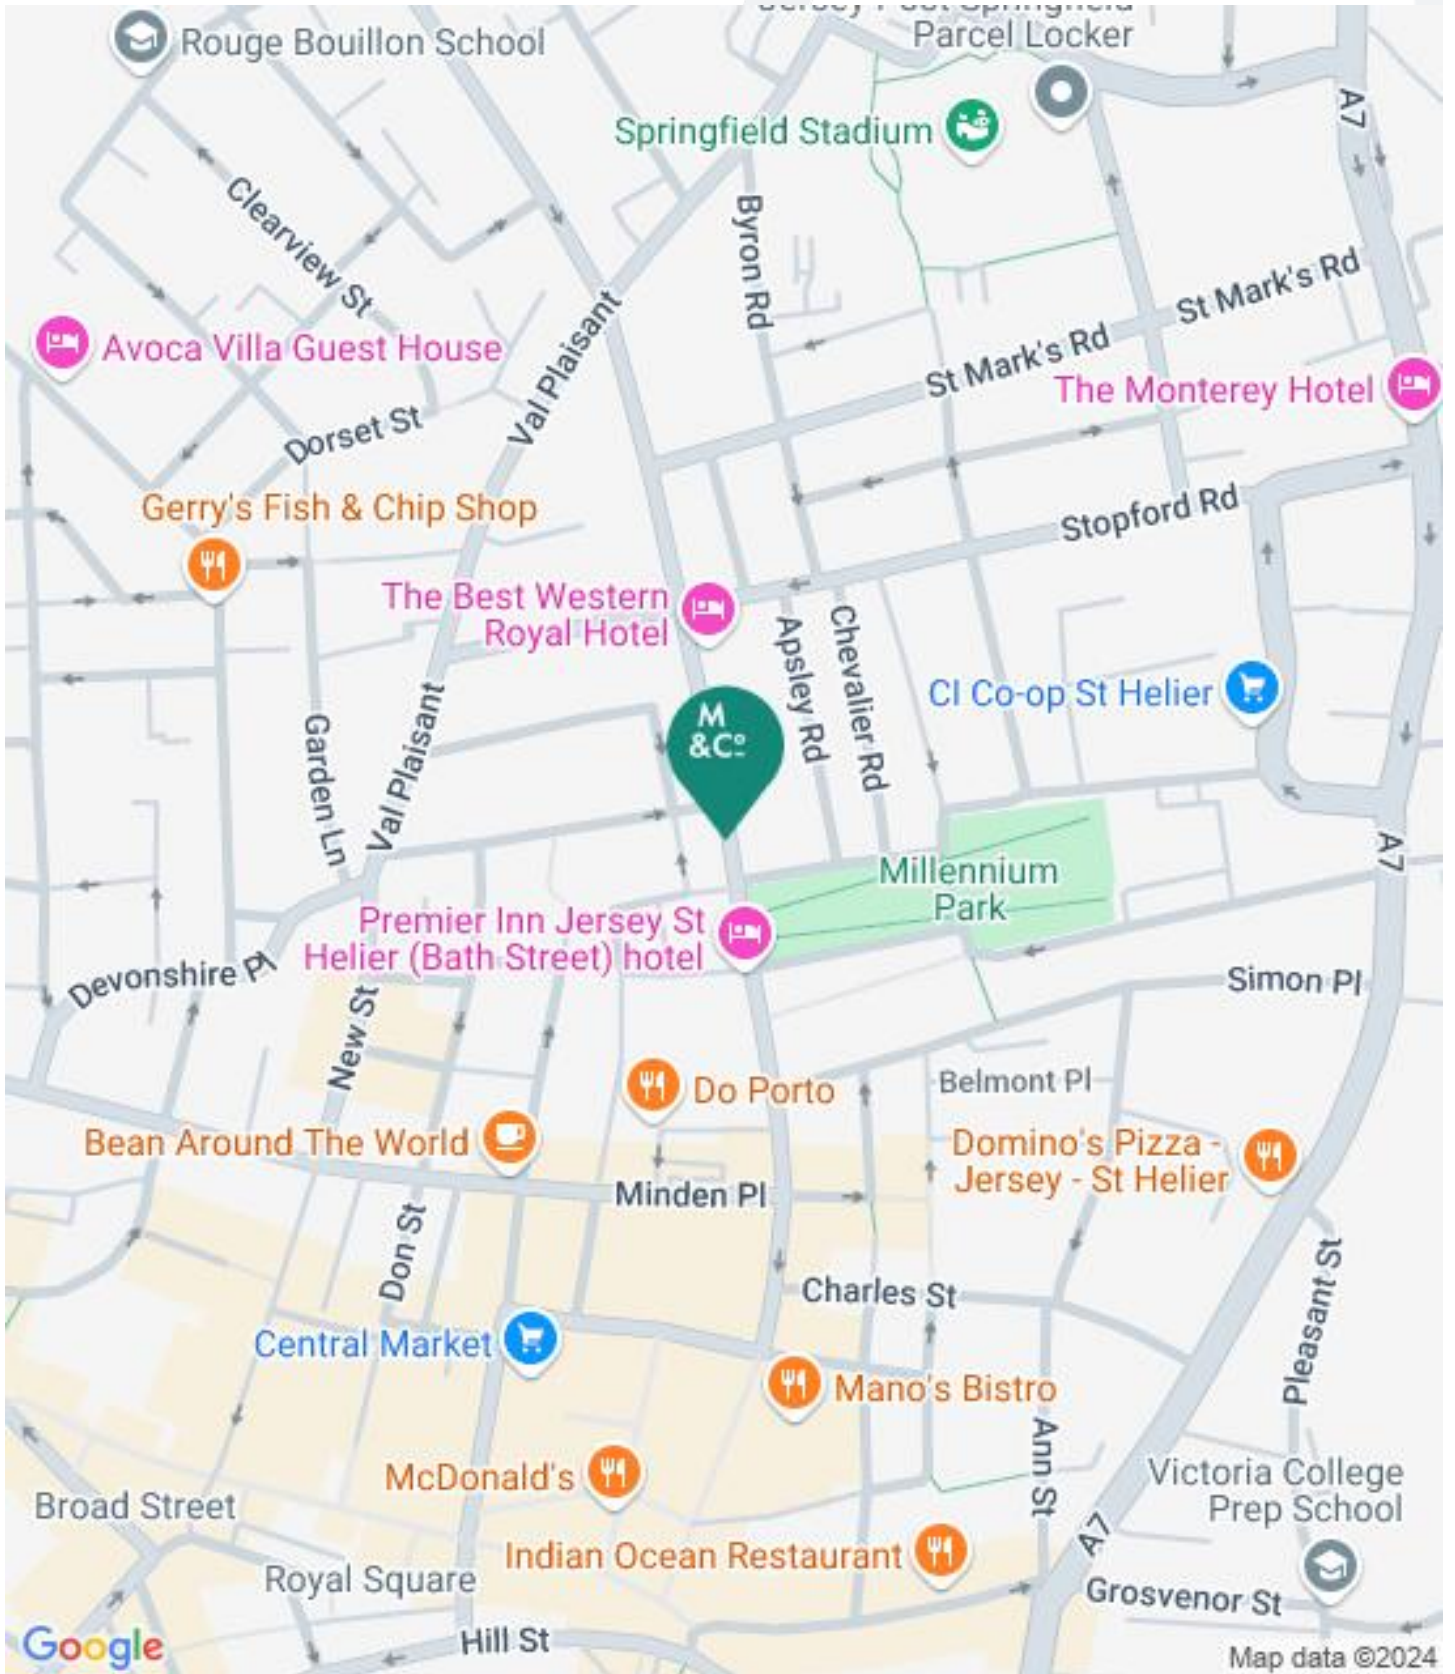 Jersey Post Springfield
Parcel Locker
Rouge Bouillon School
A7
Springfield Stadium
Clearview St
Byron Rd
St Mark's Rd
Val Plaisant
Avoca Villa Guest House
St Mark's Rd
The Monterey Hotel
Dorset St
Gerry's Fish & Chip Shop
Stopford Rd
The Best Western
Royal Hotel
Apsley Rd
Chevalier Rd
CI Co-op St Helier
M
&Cº
Garden Ln
Val Plaisant
A7
Millennium
Park
Premier Inn Jersey St
Helier (Bath Street) hotel
Devonshire Pl
Simon Pl
New St
Do Porto
Belmont Pl
Bean Around The World
Domino's Pizza -
Jersey - St Helier
Minden Pl
Don St
Charles St
Pleasant St
Central Market
Mano's Bistro
Ann St
McDonald's
Victoria College
Prep School
Broad Street
A7
Indian Ocean Restaurant
Royal Square
Grosvenor St
Hill St
Google
Map data ©2024